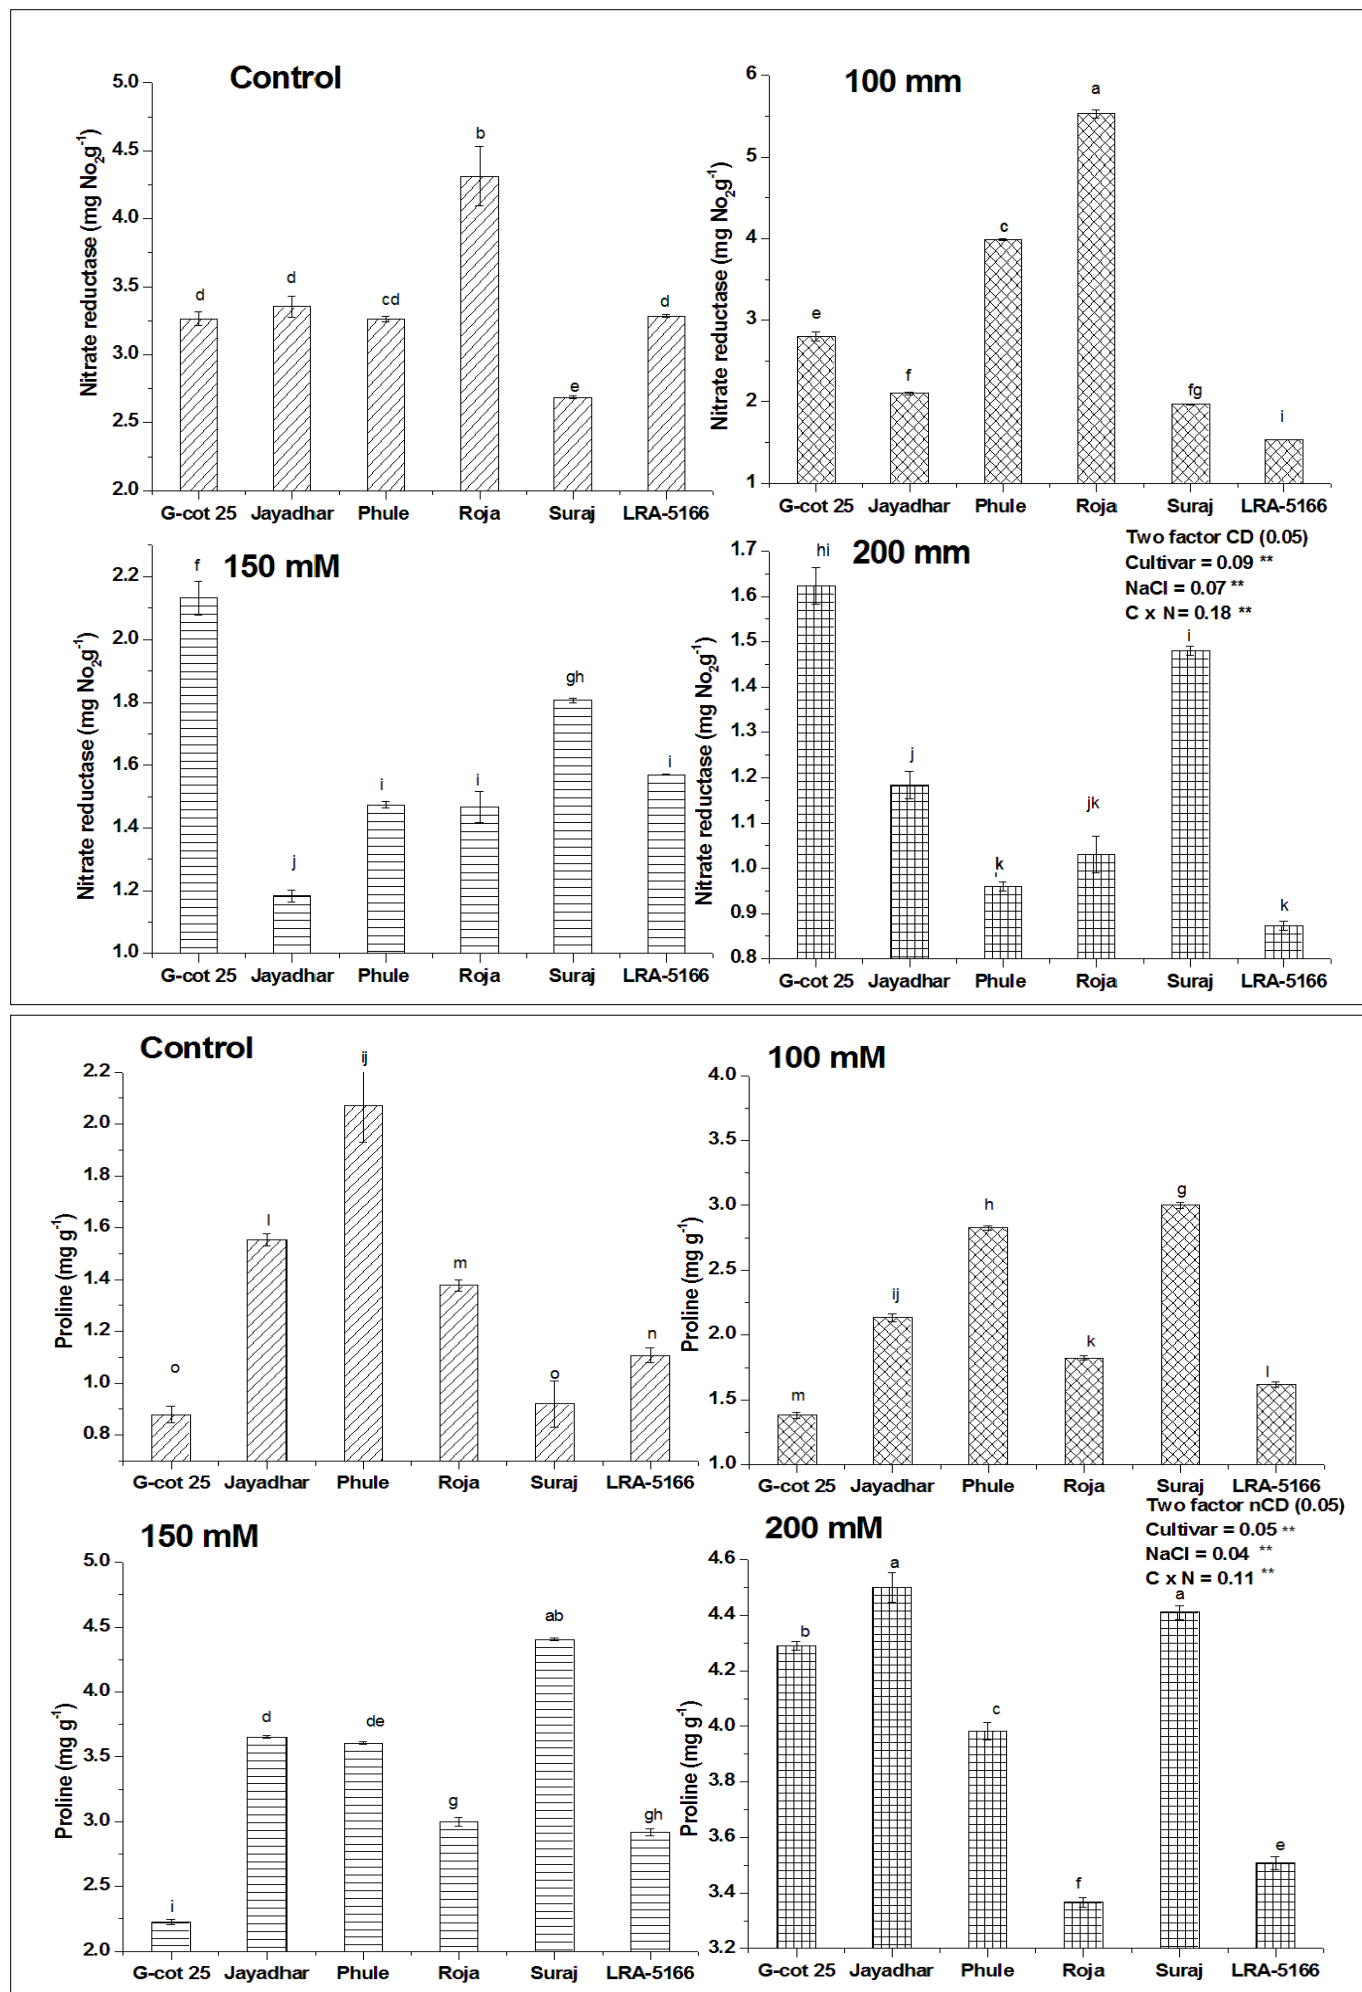 Control
Nitrate reductase (mg No2g-1)
5.0
4.5
4.0
3.5
3.0
2.5
2.0
d
d
cd
b
e
d
G-cot 25 Jayadhar Phule Roja Suraj LRA-5166
100 mm
Nitrate reductase (mg No2g-1)
6
5
4
3
2
1
e
f
c
a
fg
i
G-cot 25 Jayadhar Phule Roja Suraj LRA-5166
150 mM
Nitrate reductase (mg No2g-1)
2.2
2.0
1.8
1.6
1.4
1.2
1.0
f
j
i
i
gh
i
G-cot 25 Jayadhar Phule Roja Suraj LRA-5166
200 mm
Two factor CD (0.05)
Cultivar = 0.09 **
NaCl = 0.07 **
C x N = 0.18 **
Nitrate reductase (mg No2g-1)
1.7
1.6
1.5
1.4
1.3
1.2
1.1
1.0
0.9
0.8
hi
j
k
jk
i
k
G-cot 25 Jayadhar Phule Roja Suraj LRA-5166
Control
Proline (mg g-1)
2.2
2.0
1.8
1.6
1.4
1.2
1.0
0.8
o
l
ij
m
o
n
G-cot 25 Jayadhar Phule Roja Suraj LRA-5166
100 mM
Proline (mg g-1)
4.0
3.5
3.0
2.5
2.0
1.5
1.0
m
ij
h
k
g
l
G-cot 25 Jayadhar Phule Roja Suraj LRA-5166
150 mM
Proline (mg g-1)
5.0
4.5
4.0
3.5
3.0
2.5
2.0
i
d
de
g
ab
gh
G-cot 25 Jayadhar Phule Roja Suraj LRA-5166
200 mM
Two factor nCD (0.05)
Cultivar = 0.05 **
NaCl = 0.04 **
C x N = 0.11 **
Proline (mg g-1)
4.6
4.4
4.2
4.0
3.8
3.6
3.4
3.2
b
a
c
f
a
e
G-cot 25 Jayadhar Phule Roja Suraj LRA-5166